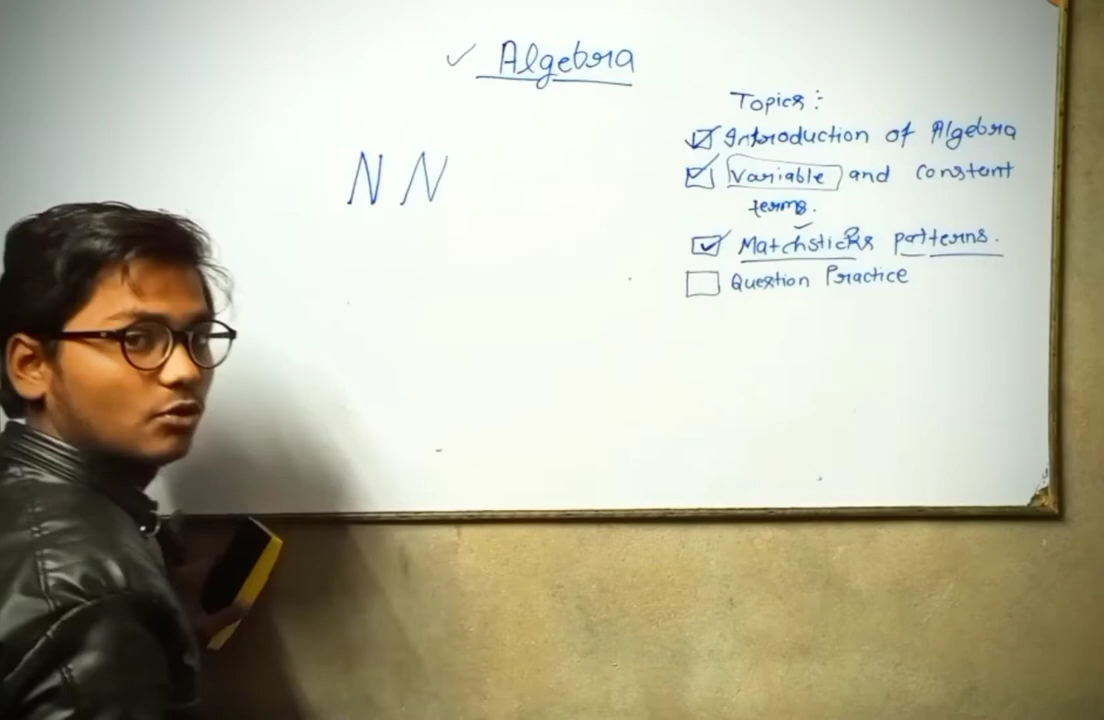 Algebra
Topics :-
Introduction of Algebra
Variable and constant
terms.
Matchsticks patterns.
Question Practice
N N